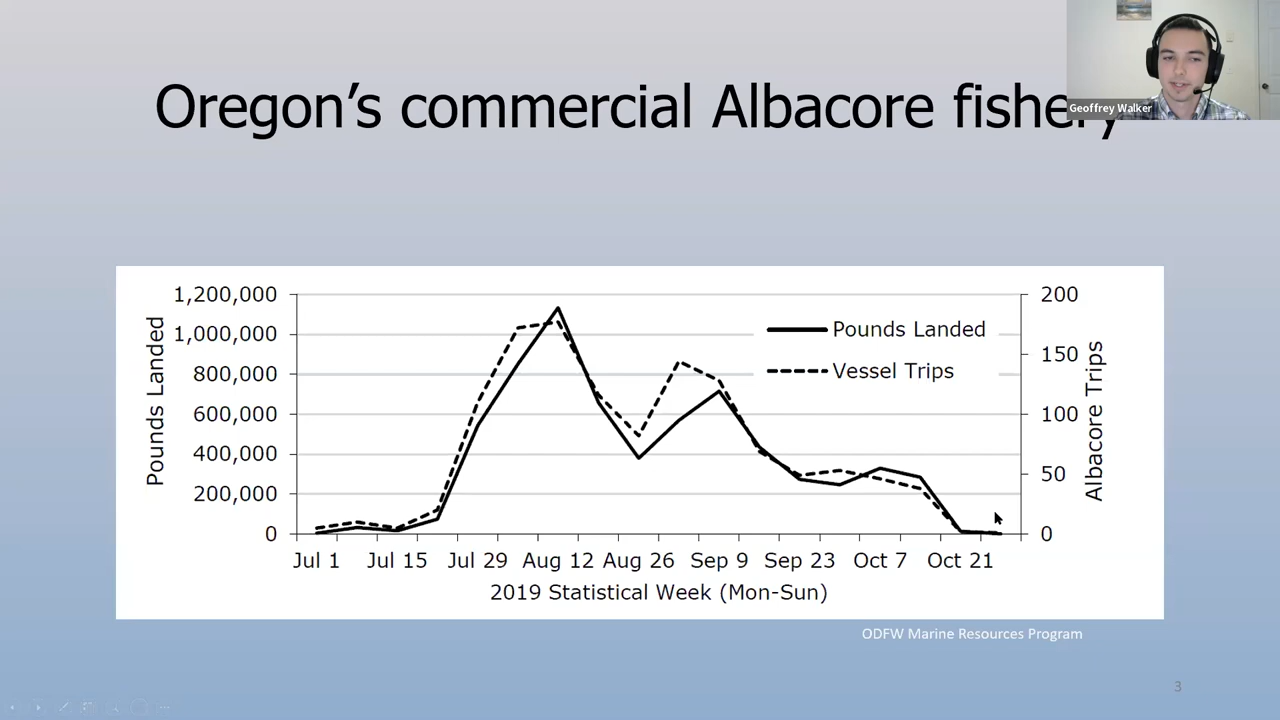 Oregon's commercial Albacore fishery
Geoffrey Walker
1,200,000
1,000,000
800,000
600,000
400,000
200,000
0
Pounds Landed
200
150
100
50
0
Albacore Trips
Pounds Landed
Vessel Trips
Jul 1 Jul 15 Jul 29 Aug 12 Aug 26 Sep 9 Sep 23 Oct 7 Oct 21
2019 Statistical Week (Mon-Sun)
ODFW Marine Resources Program
3